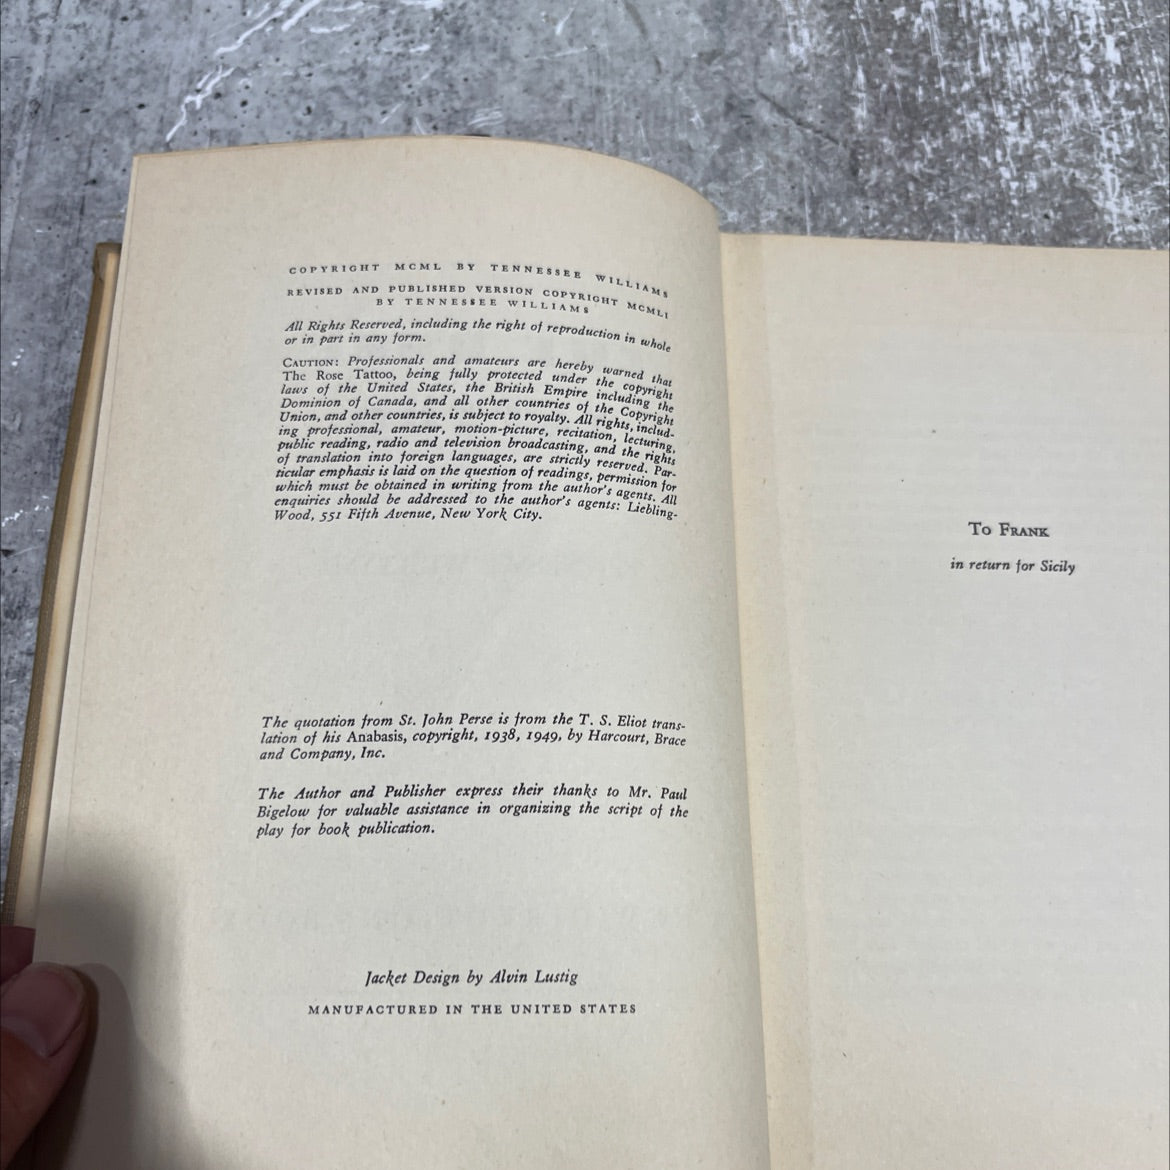 COPYRIGHT MCML BY TENNESSEE WILLIAMS
REVISED AND PUBLISHED VERSION COPYRIGHT MCMLI
BY TENNESSEE WILLIAMS
All Rights Reserved, including the right of reproduction in whole
or in part in any form.
CAUTION: Professionals and amateurs are hereby warned that
The Rose Tattoo, being fully protected under the copyright
laws of the United States, the British Empire including the
Dominion of Canada, and all other countries of the Copyright
Union, and other countries, is subject to royalty. All rights, includ-
ing professional, amateur, motion-picture, recitation, lecturing,
public reading, radio and television broadcasting, and the rights
of translation into foreign languages, are strictly reserved. Par-
ticular emphasis is laid on the question of readings, permission for
which must be obtained in writing from the author's agents. All
enquiries should be addressed to the author's agents: Liebling-
Wood, 551 Fifth Avenue, New York City.
The quotation from St. John Perse is from the T. S. Eliot trans-
lation of his Anabasis, copyright, 1938, 1949, by Harcourt, Brace
and Company, Inc.
The Author and Publisher express their thanks to Mr. Paul
Bigelow for valuable assistance in organizing the script of the
play for book publication.
Jacket Design by Alvin Lustig
MANUFACTURED IN THE UNITED STATES
To Frank
in return for Sicily